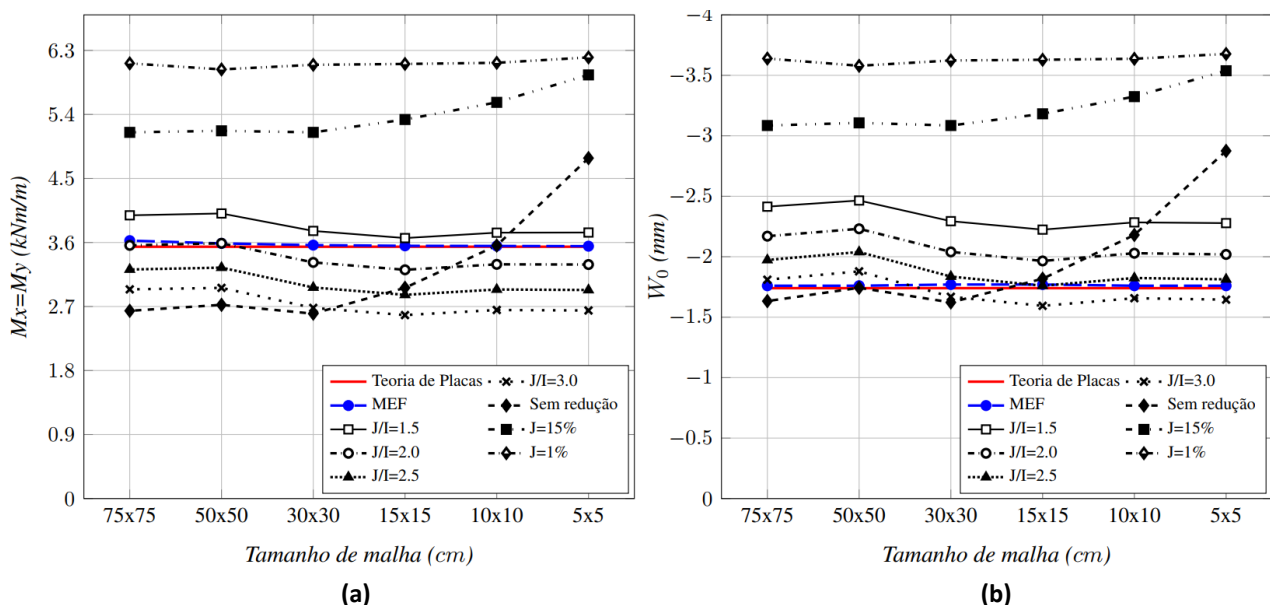 6.3
5.4
4.5
3.6
2.7
1.8
0.9
0
Mx=My (kNm/m)
Teoria de Placas
MEF
J/I=1.5
J/I=2.0
J/I=2.5
J/I=3.0
Sem redução
J=15%
J=1%
75x75 50x50 30x30 15x15 10x10 5x5
Tamanho de malha (cm)
(a)
−4
−3.5
−3
−2.5
−2
−1.5
−1
−0.5
0
W0 (mm)
Teoria de Placas
MEF
J/I=1.5
J/I=2.0
J/I=2.5
J/I=3.0
Sem redução
J=15%
J=1%
75x75 50x50 30x30 15x15 10x10 5x5
Tamanho de malha (cm)
(b)